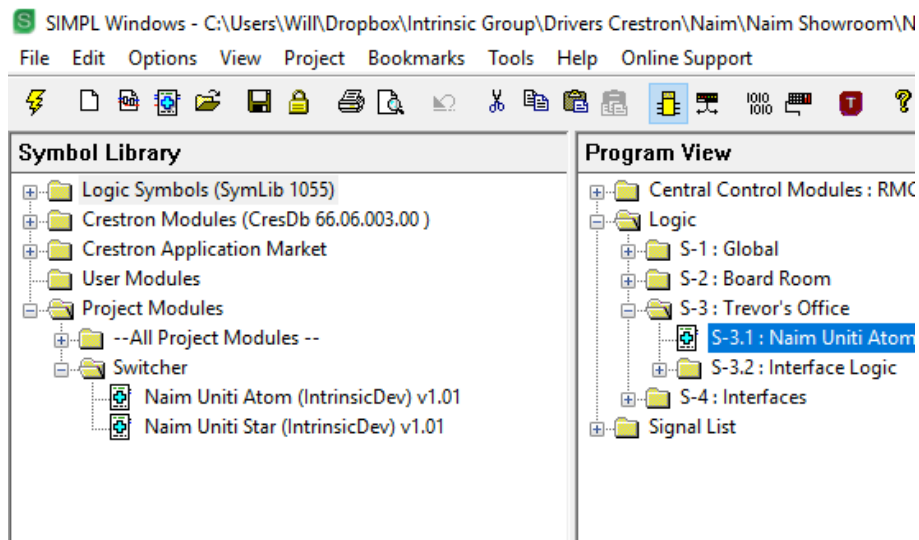 SIMPL Windows - C:\Users\Will\Dropbox\Intrinsic Group\Drivers Crestron\Naim\Naim Showroom\N
File Edit Options View Project Bookmarks Tools Help Online Support
Symbol Library
Logic Symbols (SymLib 1055)
Crestron Modules (CresDb 66.06.003.00 )
Crestron Application Market
User Modules
Project Modules
--All Project Modules --
Switcher
Naim Uniti Atom (IntrinsicDev) v1.01
Naim Uniti Star (IntrinsicDev) v1.01
Program View
Central Control Modules : RMC
Logic
S-1 : Global
S-2 : Board Room
S-3 : Trevor's Office
S-3.1 : Naim Uniti Atom
S-3.2 : Interface Logic
S-4 : Interfaces
Signal List